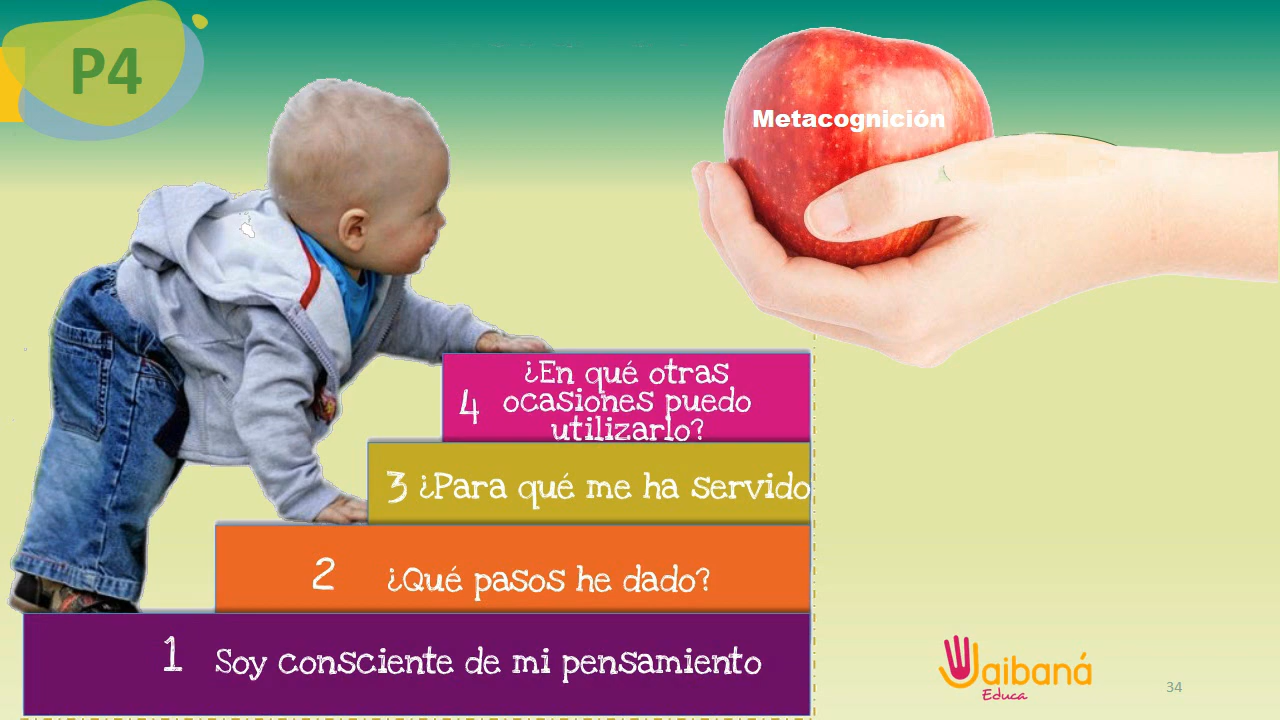 P4
Metacognición
¿En qué otras
4 ocasiones puedo
utilizarlo?
3 ¿Para qué me ha servido
2 ¿Qué pasos he dado?
1 Soy consciente de mi pensamiento
Jaibaná
Educa
34